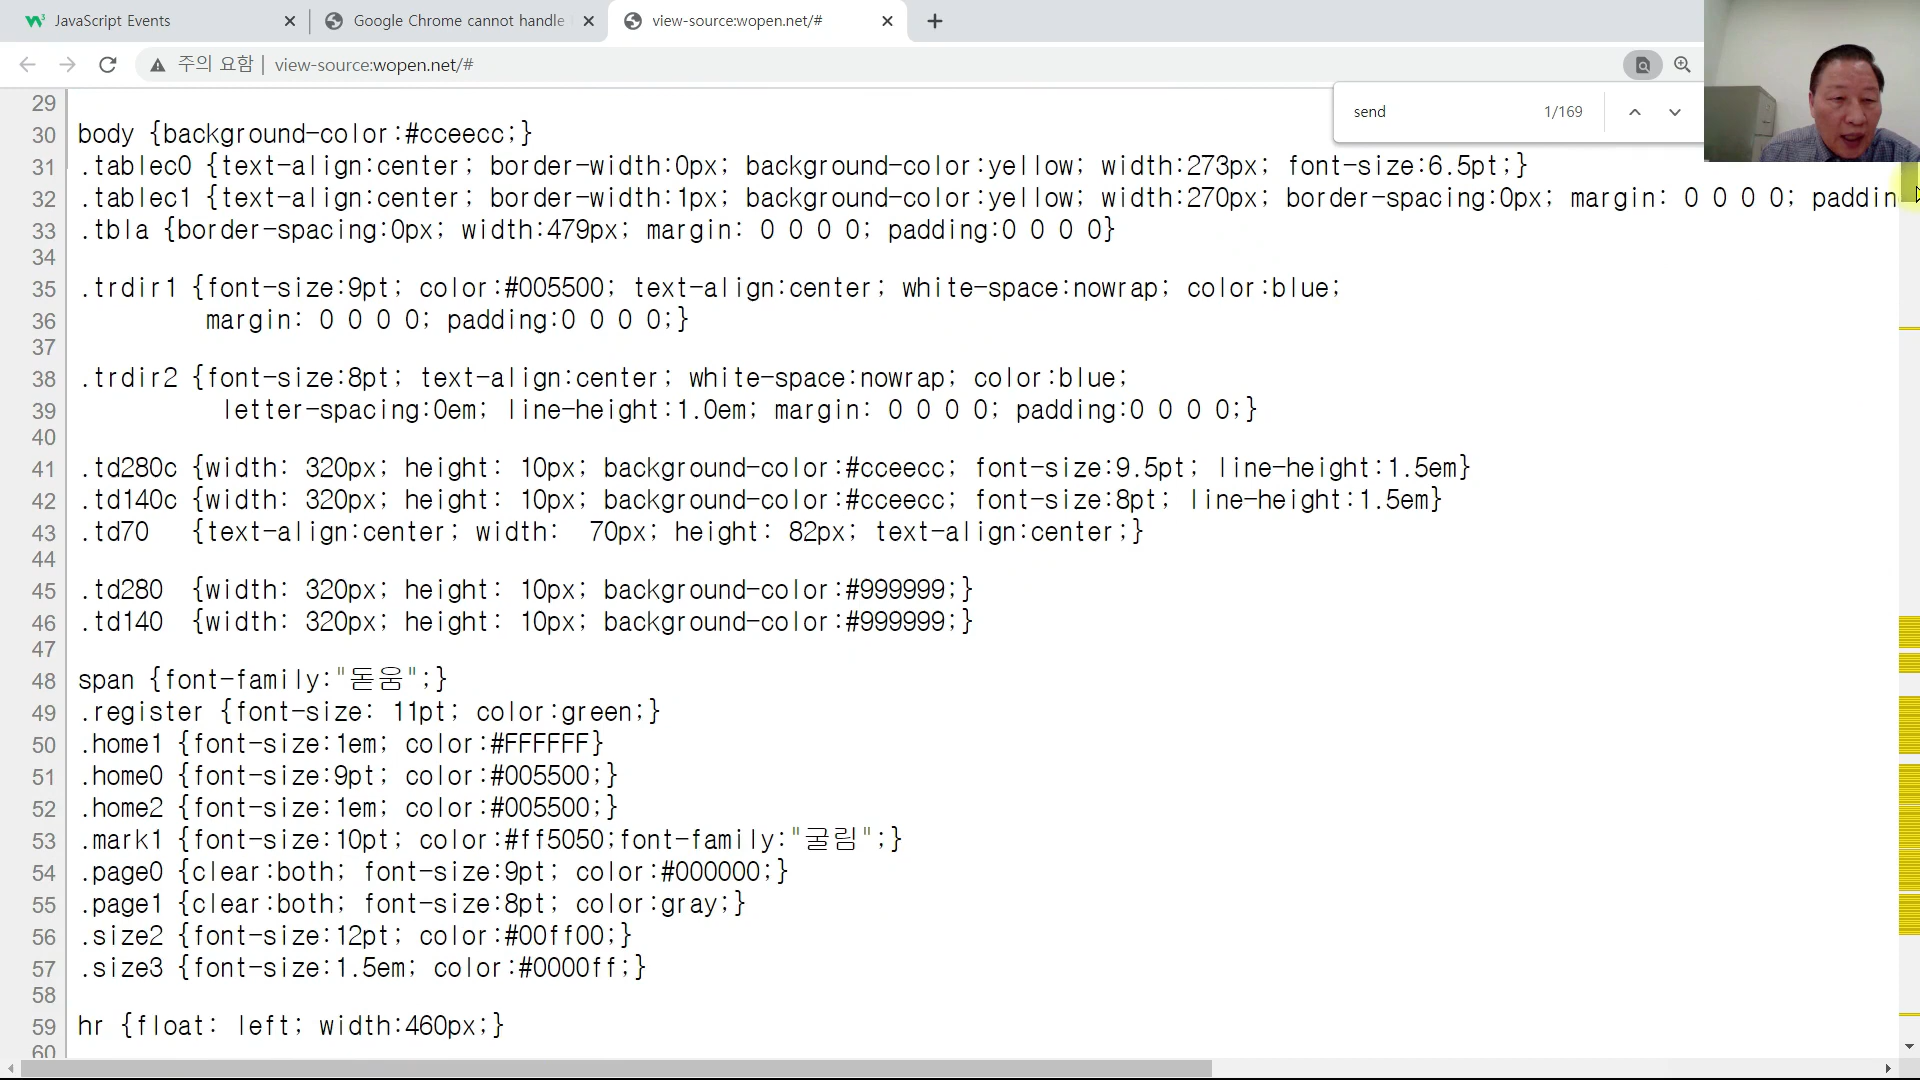 JavaScript Events
Google Chrome cannot handle
view-source:wopen.net/#
주의 요함 | view-source:wopen.net/#
send 1/169
29
30 body {background-color:#cceecc;}
31 .tablec0 {text-align:center; border-width:0px; background-color:yellow; width:273px; font-size:6.5pt;}
32 .tablec1 {text-align:center; border-width:1px; background-color:yellow; width:270px; border-spacing:0px; margin: 0 0 0 0; paddin
33 .tbla {border-spacing:0px; width:479px; margin: 0 0 0 0; padding:0 0 0 0}
34
35 .trdir1 {font-size:9pt; color:#005500; text-align:center; white-space:nowrap; color:blue;
36 margin: 0 0 0 0; padding:0 0 0 0;}
37
38 .trdir2 {font-size:8pt; text-align:center; white-space:nowrap; color:blue;
39 letter-spacing:0em; line-height:1.0em; margin: 0 0 0 0; padding:0 0 0 0;}
40
41 .td280c {width: 320px; height: 10px; background-color:#cceecc; font-size:9.5pt; line-height:1.5em}
42 .td140c {width: 320px; height: 10px; background-color:#cceecc; font-size:8pt; line-height:1.5em}
43 .td70 {text-align:center; width: 70px; height: 82px; text-align:center;}
44
45 .td280 {width: 320px; height: 10px; background-color:#999999;}
46 .td140 {width: 320px; height: 10px; background-color:#999999;}
47
48 span {font-family:"돋움";}
49 .register {font-size: 11pt; color:green;}
50 .home1 {font-size:1em; color:#FFFFFF}
51 .home0 {font-size:9pt; color:#005500;}
52 .home2 {font-size:1em; color:#005500;}
53 .mark1 {font-size:10pt; color:#ff5050;font-family:"굴림";}
54 .page0 {clear:both; font-size:9pt; color:#000000;}
55 .page1 {clear:both; font-size:8pt; color:gray;}
56 .size2 {font-size:12pt; color:#00ff00;}
57 .size3 {font-size:1.5em; color:#0000ff;}
58
59 hr {float: left; width:460px;}
60